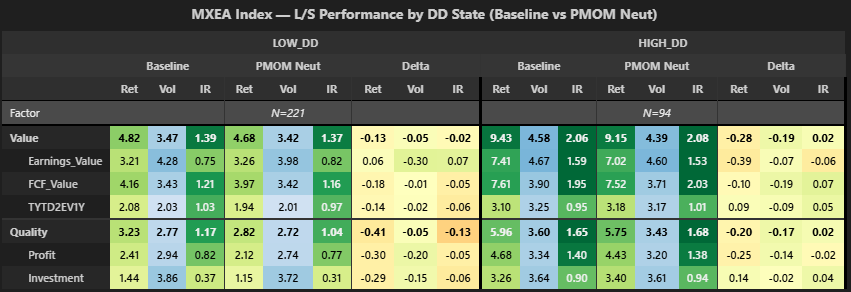 MXEA Index — L/S Performance by DD State (Baseline vs PMOM Neut)
LOW_DD HIGH_DD
Baseline PMOM Neut Delta Baseline PMOM Neut Delta
Ret Vol IR Ret Vol IR Ret Vol IR Ret Vol IR Ret Vol IR Ret Vol IR
Factor N=221 N=94
Value 4.82 3.47 1.39 4.68 3.42 1.37 -0.13 -0.05 -0.02 9.43 4.58 2.06 9.15 4.39 2.08 -0.28 -0.19 0.02
Earnings_Value 3.21 4.28 0.75 3.26 3.98 0.82 0.06 -0.30 0.07 7.41 4.67 1.59 7.02 4.60 1.53 -0.39 -0.07 -0.06
FCF_Value 4.16 3.43 1.21 3.97 3.42 1.16 -0.18 -0.01 -0.05 7.61 3.90 1.95 7.52 3.71 2.03 -0.10 -0.19 0.07
TYTD2EV1Y 2.08 2.03 1.03 1.94 2.01 0.97 -0.14 -0.02 -0.06 3.10 3.25 0.95 3.18 3.17 1.01 0.09 -0.09 0.05
Quality 3.23 2.77 1.17 2.82 2.72 1.04 -0.41 -0.05 -0.13 5.96 3.60 1.65 5.75 3.43 1.68 -0.20 -0.17 0.02
Profit 2.41 2.94 0.82 2.12 2.74 0.77 -0.30 -0.20 -0.05 4.68 3.34 1.40 4.43 3.20 1.38 -0.25 -0.14 -0.02
Investment 1.44 3.86 0.37 1.15 3.72 0.31 -0.29 -0.15 -0.06 3.26 3.64 0.90 3.40 3.61 0.94 0.14 -0.02 0.04